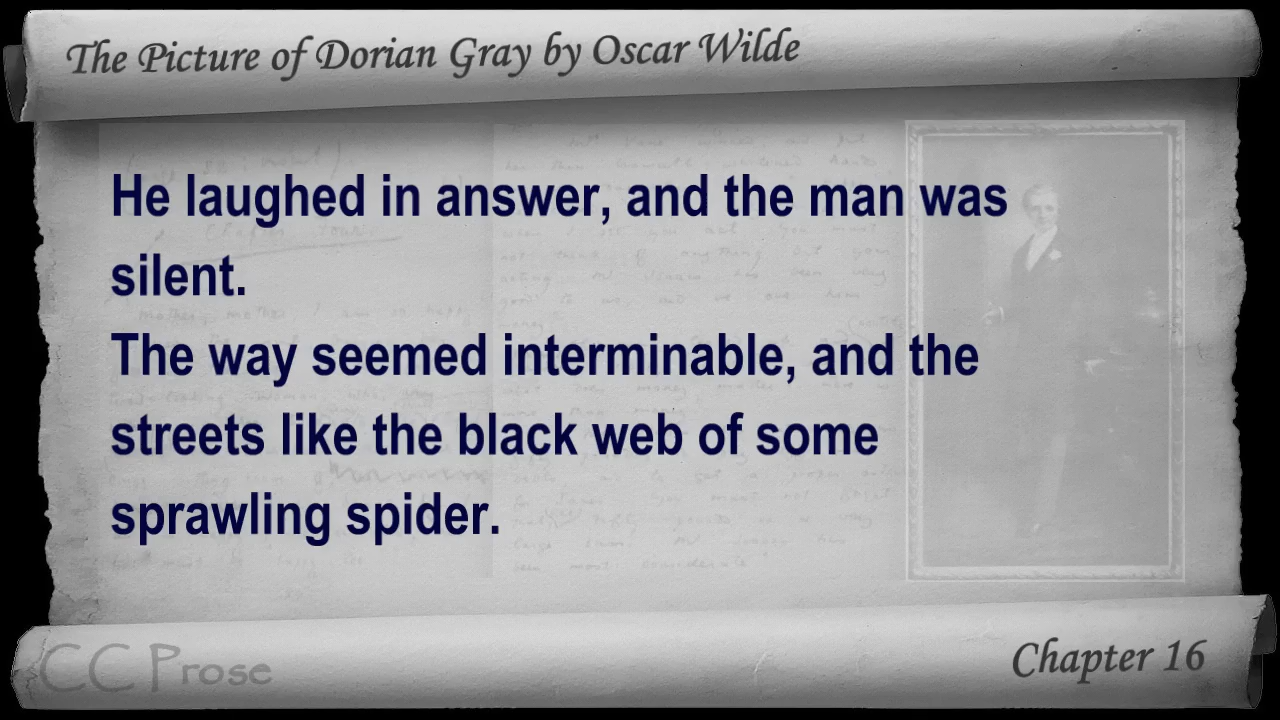 The Picture of Dorian Gray by Oscar Wilde
He laughed in answer, and the man was
silent.
The way seemed interminable, and the
streets like the black web of some
sprawling spider.
CC Prose
Chapter 16